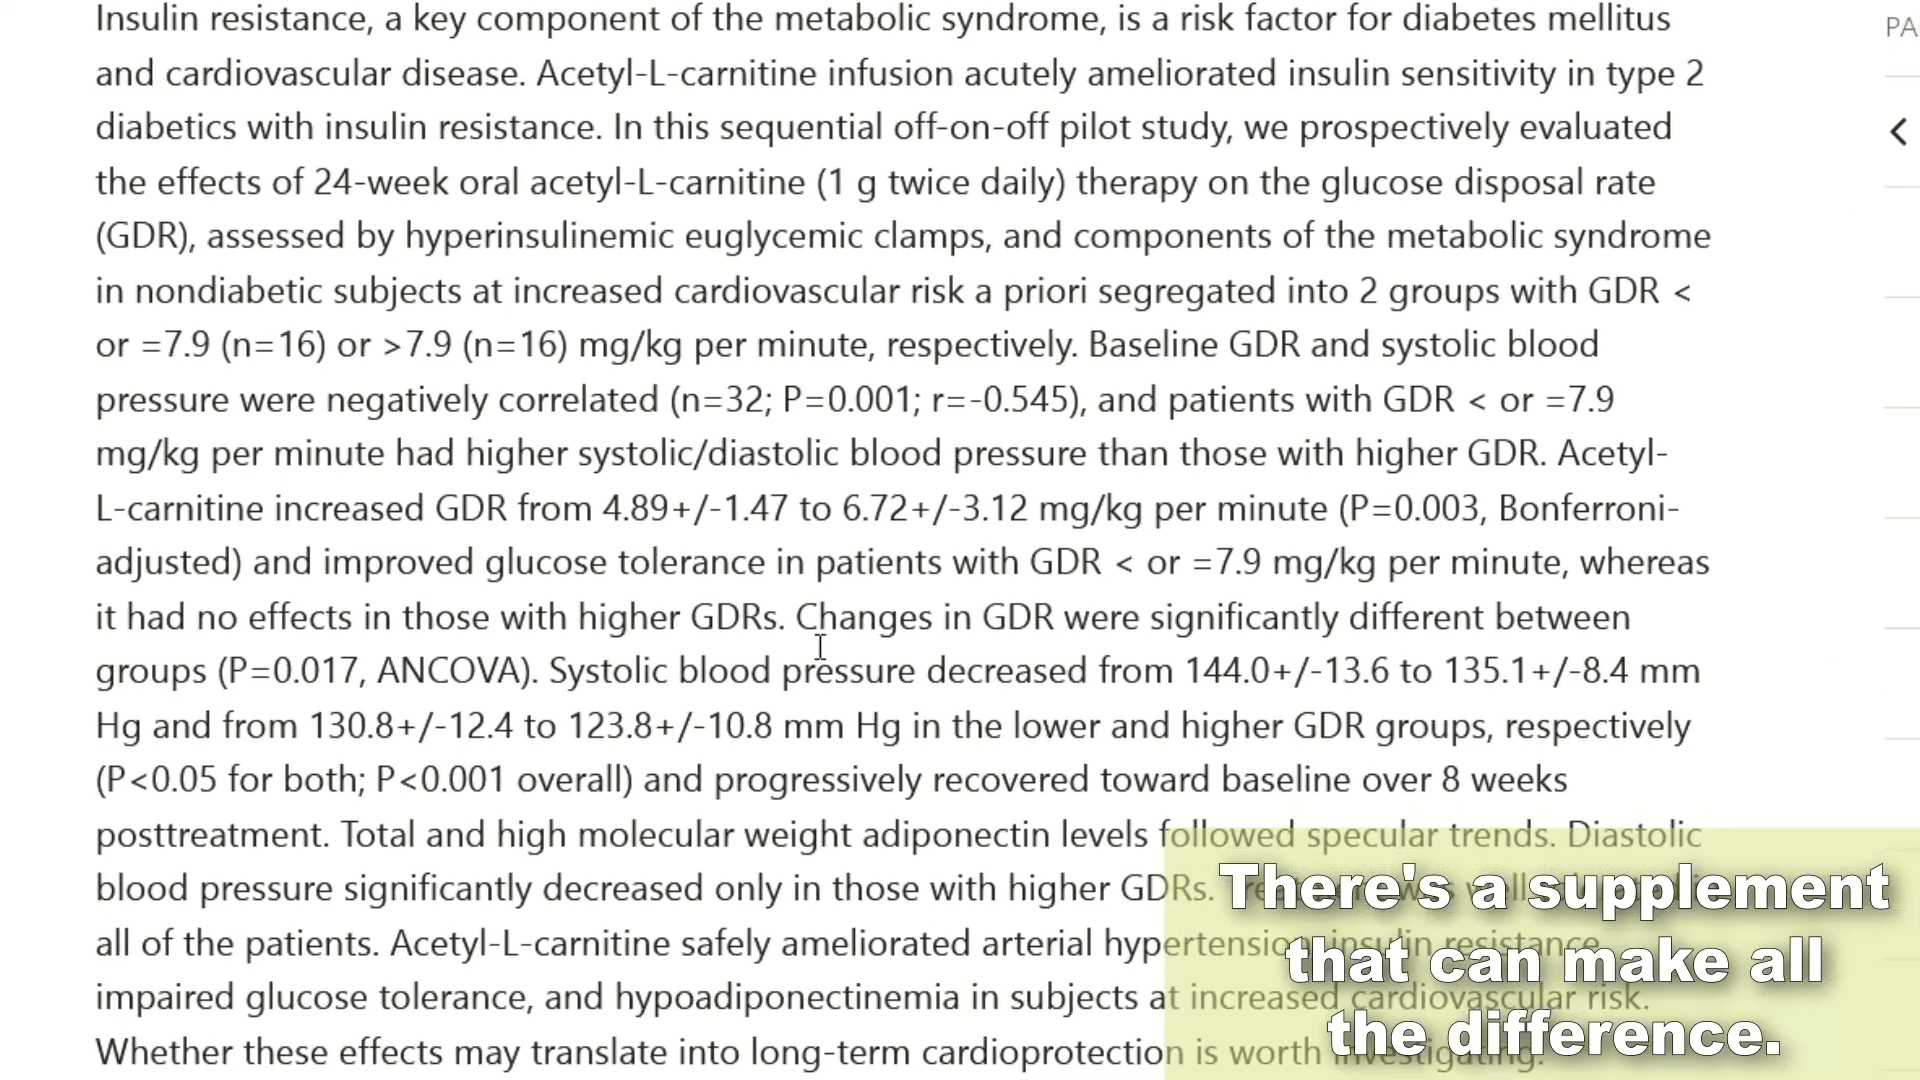 Insulin resistance, a key component of the metabolic syndrome, is a risk factor for diabetes mellitus
PA
and cardiovascular disease. Acetyl-L-carnitine infusion acutely ameliorated insulin sensitivity in type 2
diabetics with insulin resistance. In this sequential off-on-off pilot study, we prospectively evaluated
the effects of 24-week oral acetyl-L-carnitine (1 g twice daily) therapy on the glucose disposal rate
(GDR), assessed by hyperinsulinemic euglycemic clamps, and components of the metabolic syndrome
in nondiabetic subjects at increased cardiovascular risk a priori segregated into 2 groups with GDR <
or =7.9 (n=16) or >7.9 (n=16) mg/kg per minute, respectively. Baseline GDR and systolic blood
pressure were negatively correlated (n=32; P=0.001; r=-0.545), and patients with GDR < or =7.9
mg/kg per minute had higher systolic/diastolic blood pressure than those with higher GDR. Acetyl-
L-carnitine increased GDR from 4.89+/-1.47 to 6.72+/-3.12 mg/kg per minute (P=0.003, Bonferroni-
adjusted) and improved glucose tolerance in patients with GDR < or =7.9 mg/kg per minute, whereas
it had no effects in those with higher GDRs. Changes in GDR were significantly different between
groups (P=0.017, ANCOVA). Systolic blood pressure decreased from 144.0+/-13.6 to 135.1+/-8.4 mm
Hg and from 130.8+/-12.4 to 123.8+/-10.8 mm Hg in the lower and higher GDR groups, respectively
(P<0.05 for both; P<0.001 overall) and progressively recovered toward baseline over 8 weeks
posttreatment. Total and high molecular weight adiponectin levels followed specular trends. Diastolic
blood pressure significantly decreased only in those with higher GDRs.
all of the patients. Acetyl-L-carnitine safely ameliorated arterial hypertension, insulin resistance,
impaired glucose tolerance, and hypoadiponectinemia in subjects at increased cardiovascular risk.
Whether these effects may translate into long-term cardioprotection is worth investigating.
There's a supplement
that can make all
the difference.